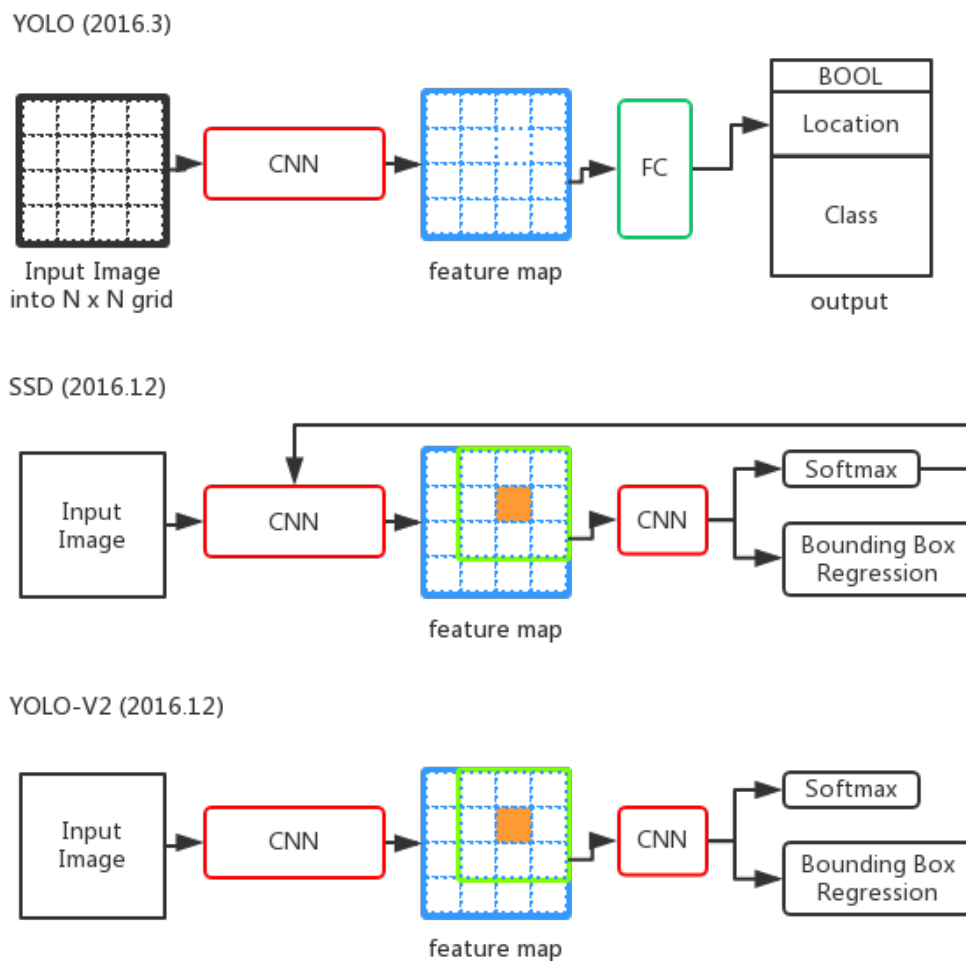 YOLO (2016.3)
CNN
FC
BOOL
Location
Class
Input Image
into N x N grid
feature map
output
SSD (2016.12)
Input
Image
CNN
CNN
Softmax
Bounding Box
Regression
feature map
YOLO-V2 (2016.12)
Input
Image
CNN
CNN
Softmax
Bounding Box
Regression
feature map